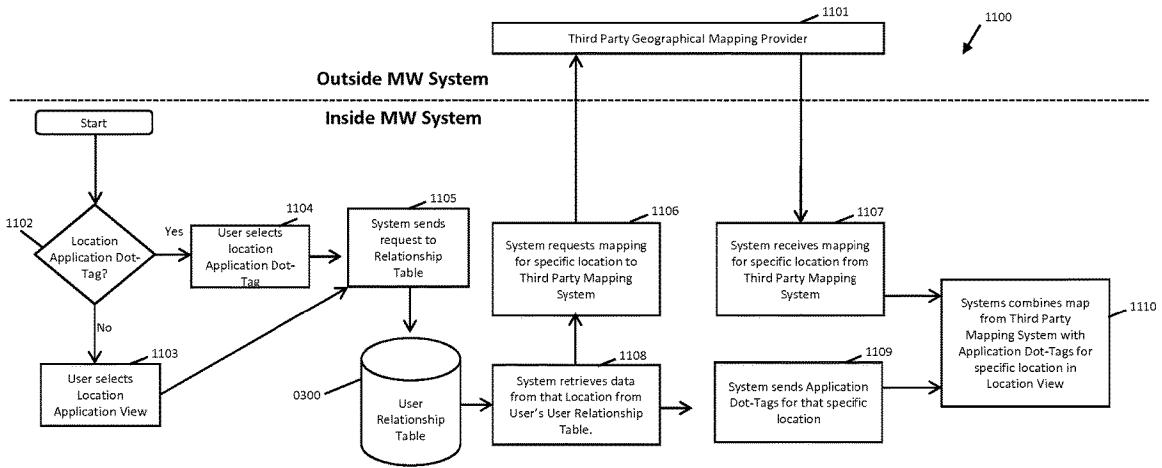 1101
Third Party Geographical Mapping Provider
1100
Outside MW System
Inside MW System
Start
1102
Location
Application Dot-
Tag?
Yes
No
1104
User selects
location
Application Dot-
Tag
1105
System sends
request to
Relationship
Table
1103
User selects
Location
Application View
0300
User
Relationship
Table
1106
System requests mapping
for specific location to
Third Party Mapping
System
1108
System retrieves data
from that Location from
User's User Relationship
Table.
1107
System receives mapping
for specific location from
Third Party Mapping
System
1109
System sends Application
Dot-Tags for that specific
location
1110
Systems combines map
from Third Party
Mapping System with
Application Dot-Tags for
specific location in
Location View